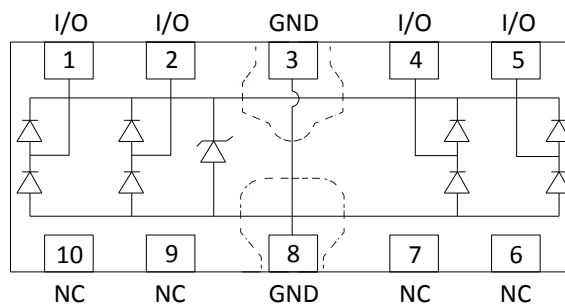 I/O I/O GND I/O I/O
1 2 3 4 5
10 9 8 7 6
NC NC GND NC NC